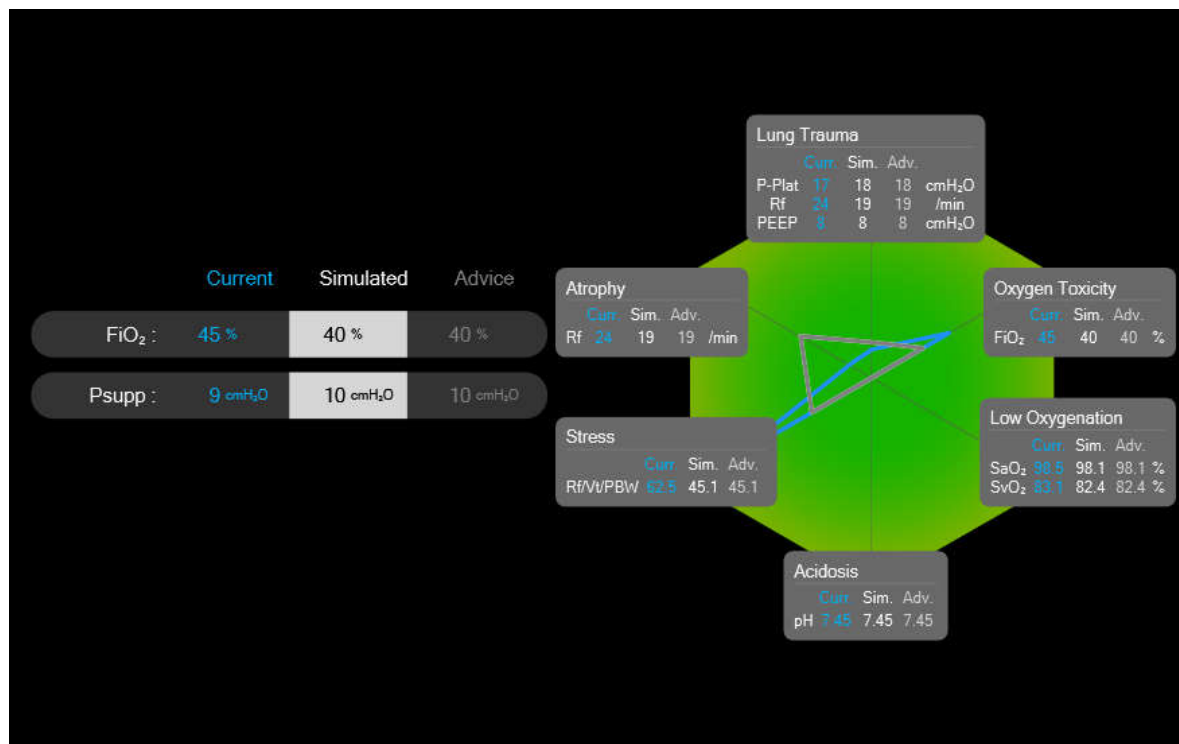 Current Simulated Advice
FiO₂ : 45 % 40 % 40 %
Psupp : 9 cmH₂O 10 cmH₂O 10 cmH₂O
Lung Trauma
Curr. Sim. Adv.
P-Plat 17 18 18 cmH₂O
Rf 24 19 19 /min
PEEP 8 8 8 cmH₂O
Atrophy
Curr. Sim. Adv.
Rf 24 19 19 /min
Oxygen Toxicity
Curr. Sim. Adv.
FiO₂ 45 40 40 %
Stress
Curr. Sim. Adv.
Rf/Vt/PBW 62.5 45.1 45.1
Low Oxygenation
Curr. Sim. Adv.
SaO₂ 98.5 98.1 98.1 %
SvO₂ 83.1 82.4 82.4 %
Acidosis
Curr. Sim. Adv.
pH 7.45 7.45 7.45